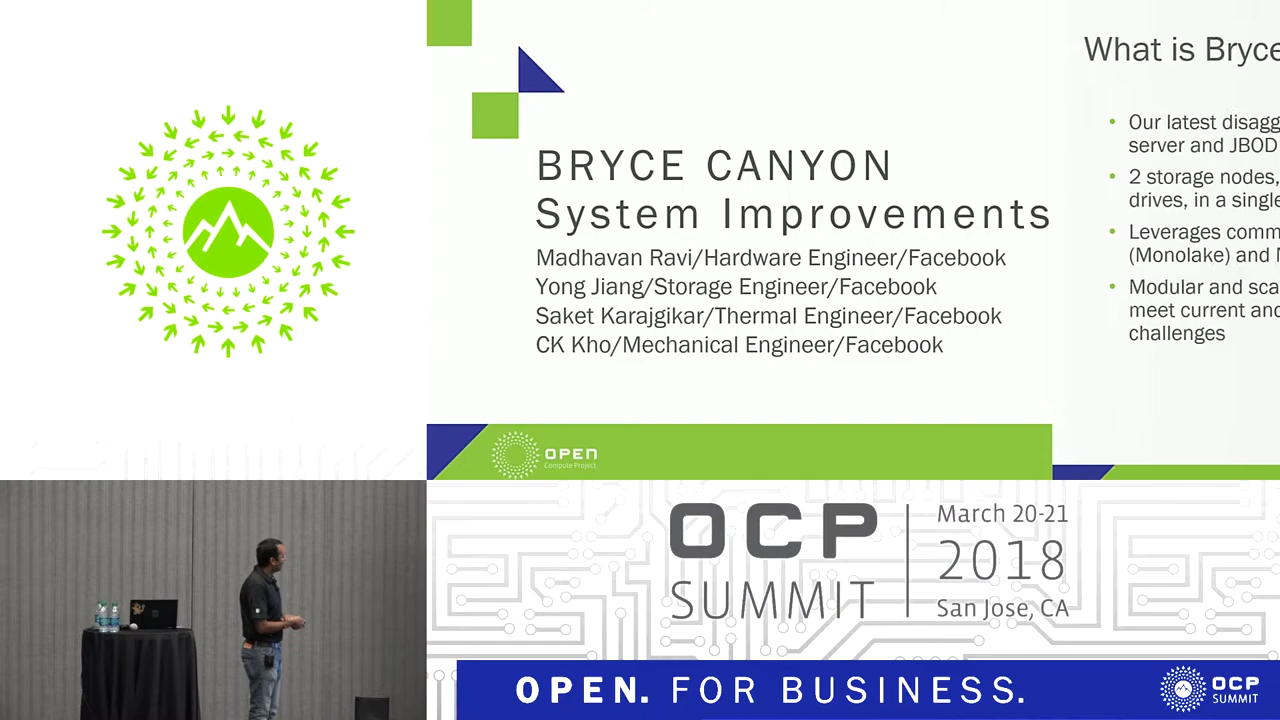 BRYCE CANYON
System Improvements
Madhavan Ravi/Hardware Engineer/Facebook
Yong Jiang/Storage Engineer/Facebook
Saket Karajgikar/Thermal Engineer/Facebook
CK Kho/Mechanical Engineer/Facebook
OPEN
Compute Project
What is Bryce
• Our latest disagg
server and JBOD
• 2 storage nodes,
drives, in a single
• Leverages comm
(Monolake) and
• Modular and sca
meet current and
challenges
OCP
SUMMIT
March 20-21
2018
San Jose, CA
OPEN. FOR BUSINESS.
OCP
SUMMIT